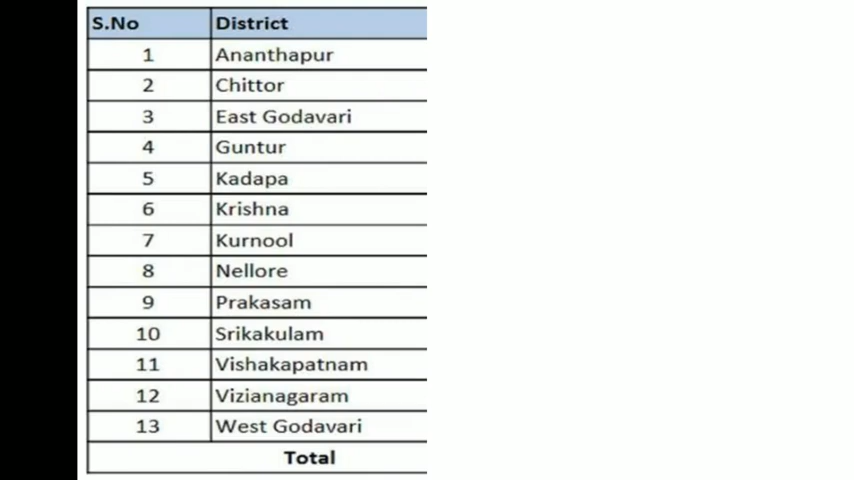 S.No District
1 Ananthapur
2 Chittor
3 East Godavari
4 Guntur
5 Kadapa
6 Krishna
7 Kurnool
8 Nellore
9 Prakasam
10 Srikakulam
11 Vishakapatnam
12 Vizianagaram
13 West Godavari
Total